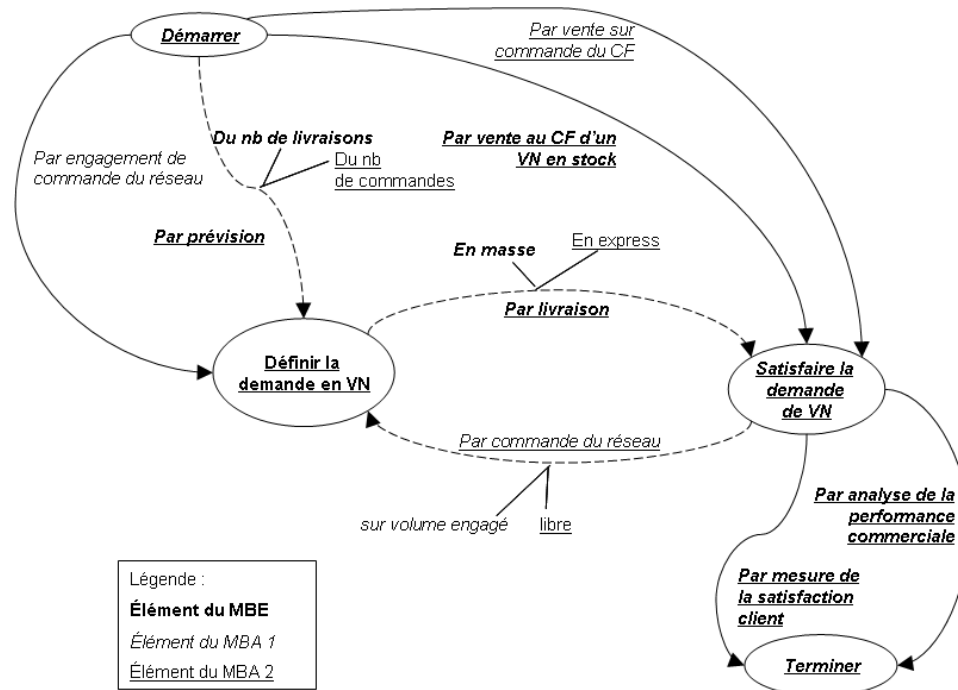 Démarrer
Par vente sur
commande du CF
Du nb de livraisons
Du nb
de commandes
Par vente au CF d'un
VN en stock
Par engagement de
commande du réseau
Par prévision
En masse
En express
Par livraison
Définir la
demande en VN
Satisfaire la
demande
de VN
Par commande du réseau
sur volume engagé
libre
Par analyse de la
performance
commerciale
Par mesure de
la satisfaction
client
Terminer
Légende :
Élément du MBE
Élément du MBA 1
Élément du MBA 2